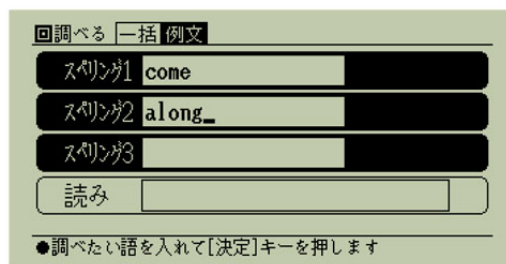 回調べる 一括 例文
スペリング1 come
スペリング2 along_
スペリング3
読み
●調べたい語を入れて[決定]キーを押します